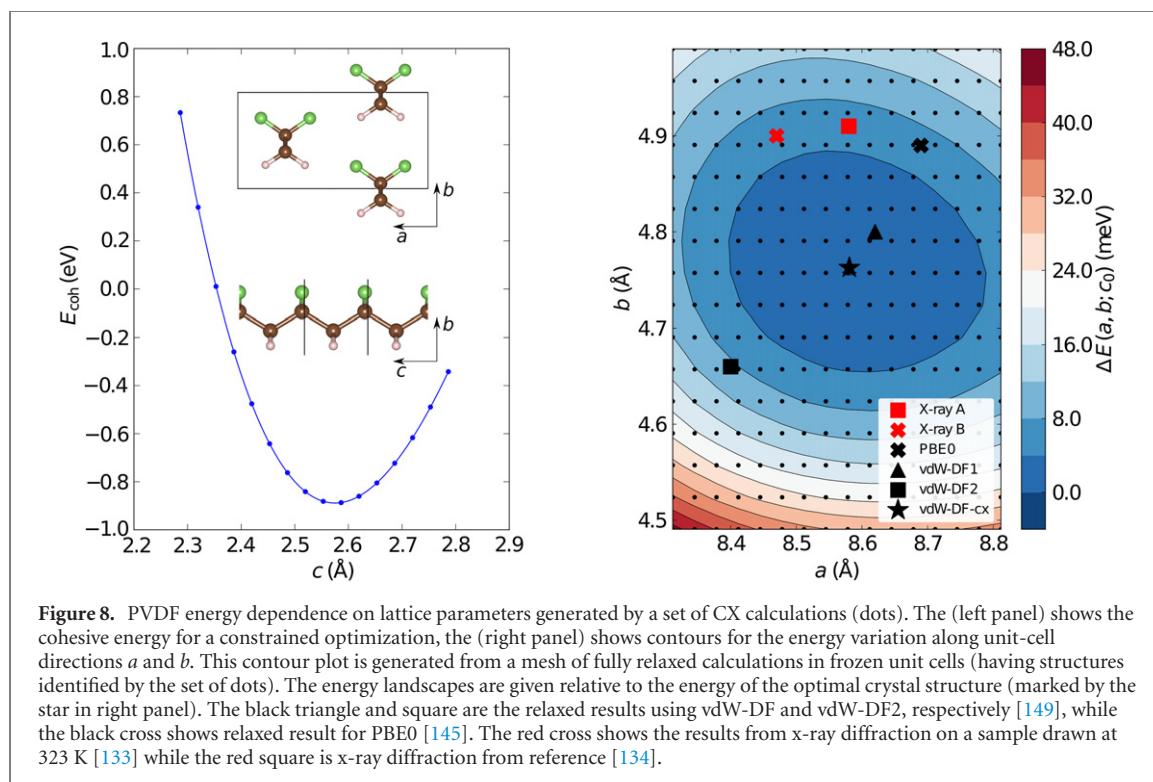 1.0
0.8
0.6
0.4
0.2
0.0
−0.2
−0.4
−0.6
−0.8
−1.0
E_coh (eV)
2.2 2.3 2.4 2.5 2.6 2.7 2.8 2.9
c (Å)
b
a
b
c
4.9
4.8
4.7
4.6
4.5
b (Å)
8.4 8.5 8.6 8.7 8.8
a (Å)
X-ray A
X-ray B
PBE0
vdW-DF1
vdW-DF2
vdW-DF-cx
48.0
40.0
32.0
24.0
16.0
8.0
0.0
ΔE(a, b; c₀) (meV)
Figure 8. PVDF energy dependence on lattice parameters generated by a set of CX calculations (dots). The (left panel) shows the
cohesive energy for a constrained optimization, the (right panel) shows contours for the energy variation along unit-cell
directions a and b. This contour plot is generated from a mesh of fully relaxed calculations in frozen unit cells (having structures
identified by the set of dots). The energy landscapes are given relative to the energy of the optimal crystal structure (marked by the
star in right panel). The black triangle and square are the relaxed results using vdW-DF and vdW-DF2, respectively [149], while
the black cross shows relaxed result for PBE0 [145]. The red cross shows the results from x-ray diffraction on a sample drawn at
323 K [133] while the red square is x-ray diffraction from reference [134].